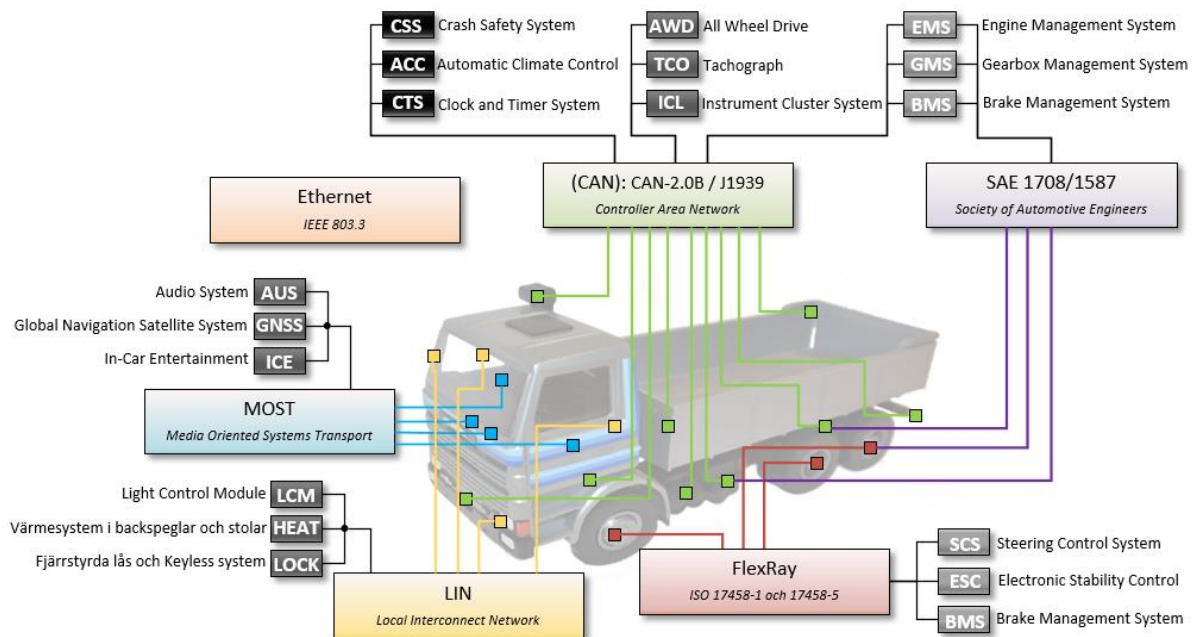 CSS Crash Safety System
ACC Automatic Climate Control
CTS Clock and Timer System
AWD All Wheel Drive
TCO Tachograph
ICL Instrument Cluster System
EMS Engine Management System
GMS Gearbox Management System
BMS Brake Management System
Ethernet
IEEE 803.3
(CAN): CAN-2.0B / J1939
Controller Area Network
SAE 1708/1587
Society of Automotive Engineers
Audio System AUS
Global Navigation Satellite System GNSS
In-Car Entertainment ICE
MOST
Media Oriented Systems Transport
Light Control Module LCM
Värmesystem i backspeglar och stolar HEAT
Fjärrstyrda lås och Keyless system LOCK
LIN
Local Interconnect Network
FlexRay
ISO 17458-1 och 17458-5
SCS Steering Control System
ESC Electronic Stability Control
BMS Brake Management System